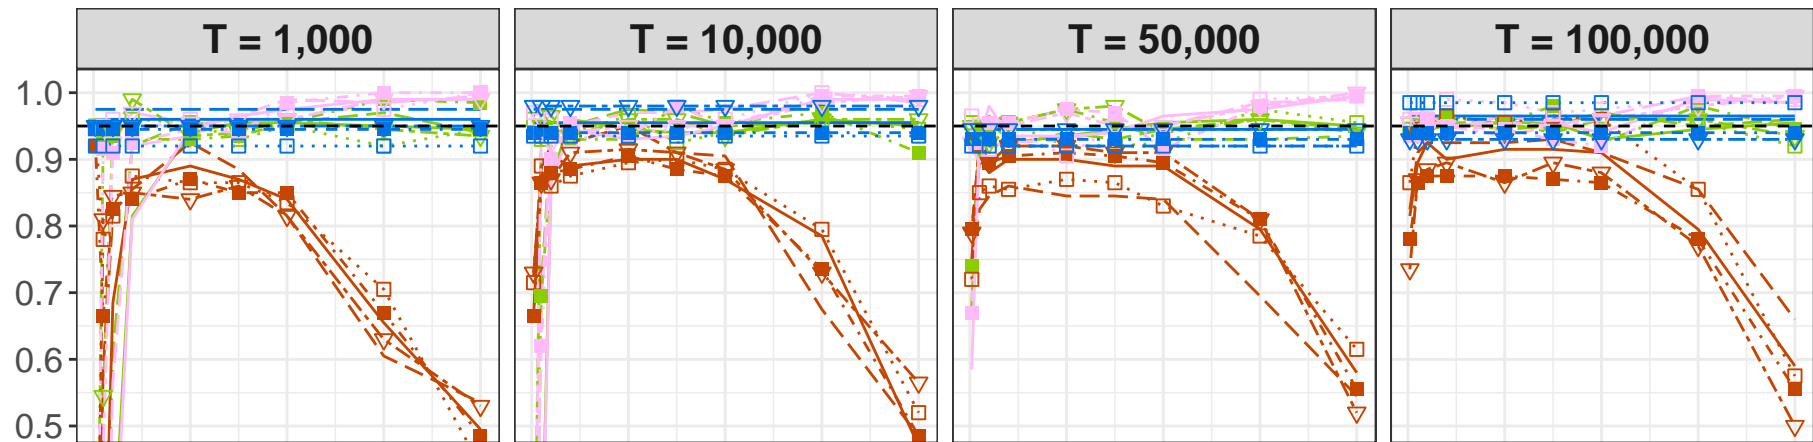 T = 1,000
T = 10,000
T = 50,000
T = 100,000
1.0
0.9
0.8
0.7
0.6
0.5